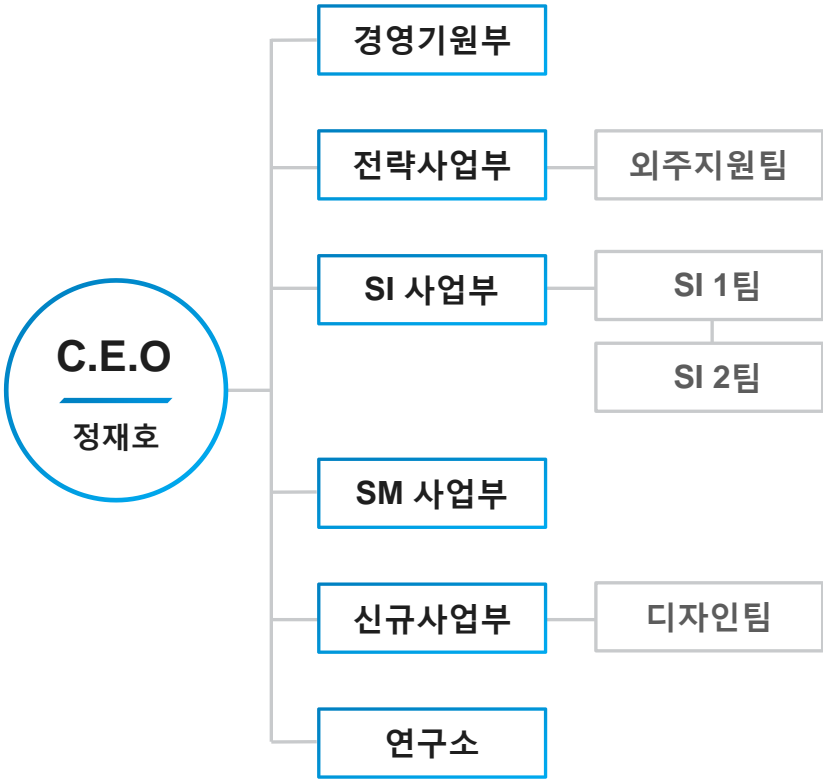 C.E.O
정재호
경영기원부
전략사업부
외주지원팀
SI 사업부
SI 1팀
SI 2팀
SM 사업부
신규사업부
디자인팀
연구소